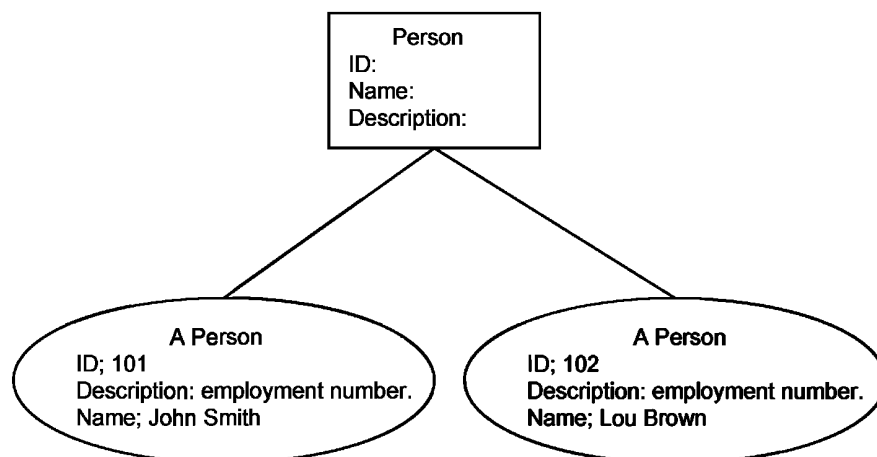 Person
ID:
Name:
Description:
A Person
ID; 101
Description: employment number.
Name; John Smith
A Person
ID; 102
Description: employment number.
Name; Lou Brown